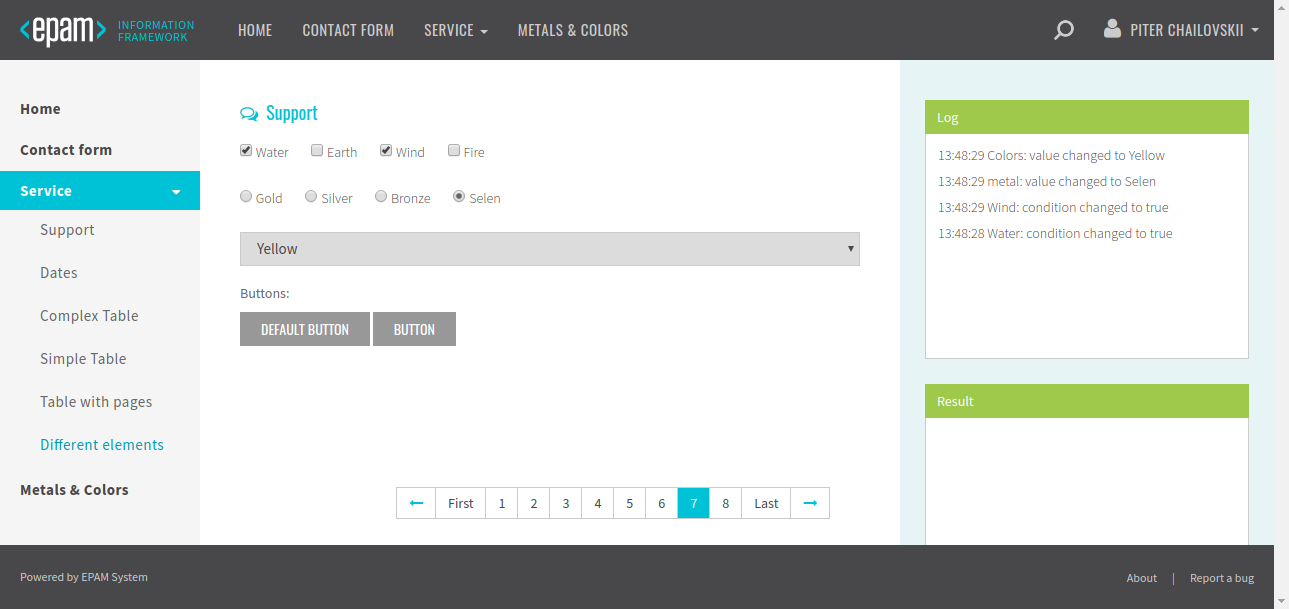 <epam> INFORMATION FRAMEWORK
HOME CONTACT FORM SERVICE METALS & COLORS
PITER CHAILOVSKII
Home
Contact form
Service
Support
Dates
Complex Table
Simple Table
Table with pages
Different elements
Metals & Colors
Support
Water Earth Wind Fire
Gold Silver Bronze Selen
Yellow
Buttons:
DEFAULT BUTTON BUTTON
← First 1 2 3 4 5 6 7 8 Last →
Log
13:48:29 Colors: value changed to Yellow
13:48:29 metal: value changed to Selen
13:48:29 Wind: condition changed to true
13:48:28 Water: condition changed to true
Result
Powered by EPAM System
About | Report a bug